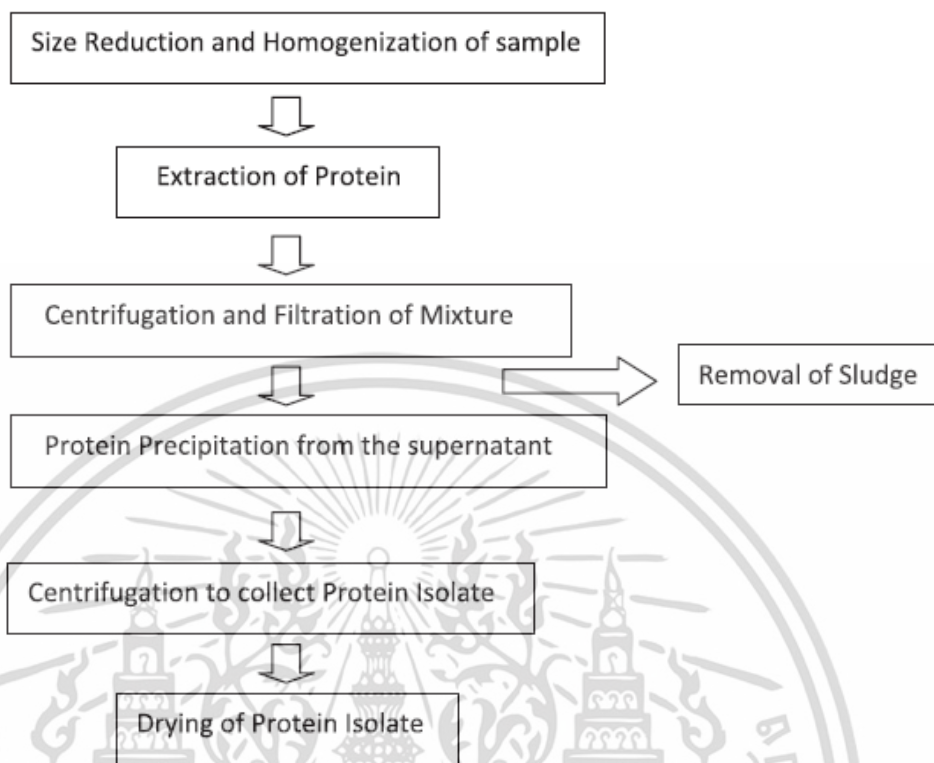 Size Reduction and Homogenization of sample
Extraction of Protein
Centrifugation and Filtration of Mixture
Removal of Sludge
Protein Precipitation from the supernatant
Centrifugation to collect Protein Isolate
Drying of Protein Isolate